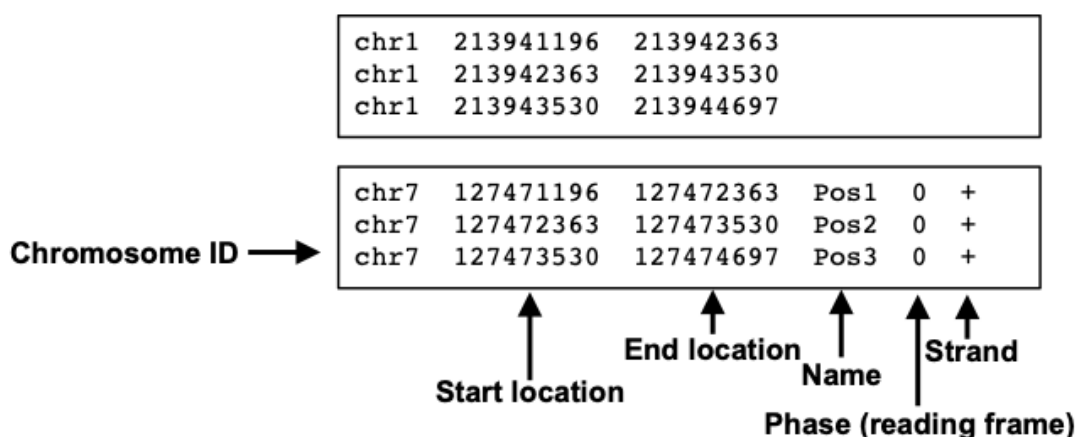 chr1 213941196 213942363
chr1 213942363 213943530
chr1 213943530 213944697
chr7 127471196 127472363 Pos1 0 +
chr7 127472363 127473530 Pos2 0 +
chr7 127473530 127474697 Pos3 0 +
Chromosome ID
Start location
End location
Name
Phase (reading frame)
Strand